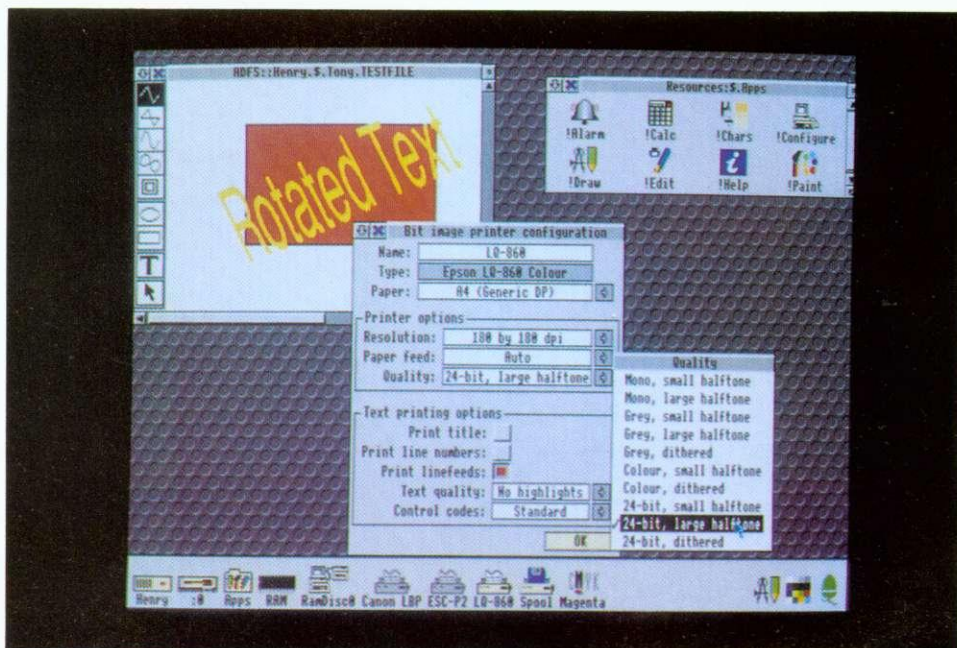 ADFS::Henry.$.Tony.TESTFILE
Rotated Text
T
Resources:$.Apps
!Alarm !Calc !Chars !Configure
!Draw !Edit !Help !Paint
Bit image printer configuration
Name: LQ-860
Type: Epson LQ-860 Colour
Paper: A4 (Generic DP)
Printer options
Resolution: 180 by 180 dpi
Paper feed: Auto
Quality: 24-bit, large halftone
Text printing options
Print title:
Print line numbers:
Print linefeeds:
Text quality: No highlights
Control codes: Standard
OK
Quality
Mono, small halftone
Mono, large halftone
Grey, small halftone
Grey, large halftone
Grey, dithered
Colour, small halftone
Colour, dithered
24-bit, small halftone
24-bit, large halftone
24-bit, dithered
CMYK
Henry :0 Apps RAM RamDisc0 Canon LBP ESC-P2 LQ-860 Spool Magenta